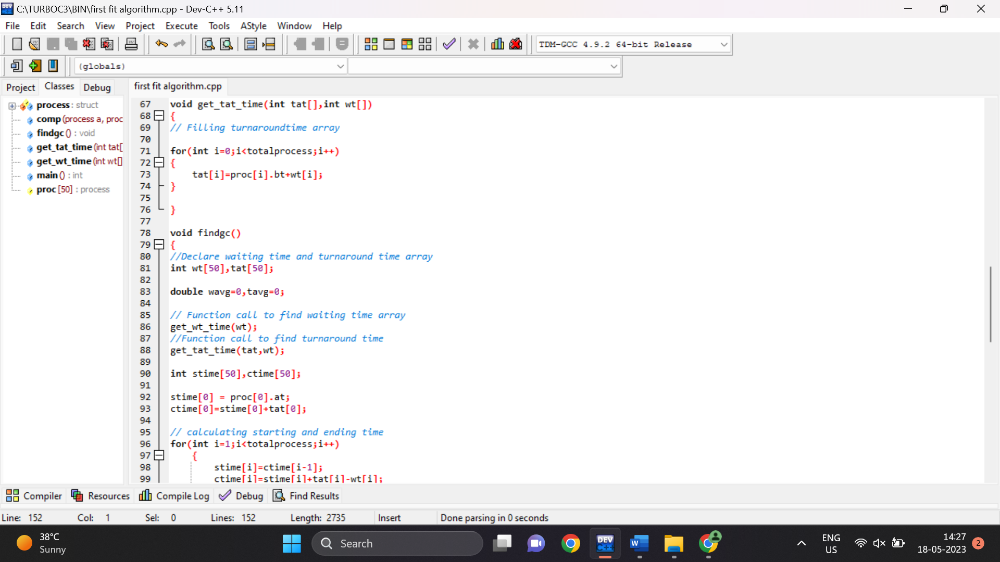 C:\TURBOC3\BIN\first fit algorithm.cpp - Dev-C++ 5.11
File Edit Search View Project Execute Tools AStyle Window Help
TDM-GCC 4.9.2 64-bit Release
(globals)
Project Classes Debug
first fit algorithm.cpp
process : struct
comp (process a, proc
findgc () : void
get_tat_time (int tat[
get_wt_time (int wt[]
main () : int
proc [50] : process
67 void get_tat_time(int tat[],int wt[])
68 {
69 // Filling turnaroundtime array
70
71 for(int i=0;i<totalprocess;i++)
72 {
73 tat[i]=proc[i].bt+wt[i];
74 }
75
76 }
77
78 void findgc()
79 {
80 //Declare waiting time and turnaround time array
81 int wt[50],tat[50];
82
83 double wavg=0,tavg=0;
84
85 // Function call to find waiting time array
86 get_wt_time(wt);
87 //Function call to find turnaround time
88 get_tat_time(tat,wt);
89
90 int stime[50],ctime[50];
91
92 stime[0] = proc[0].at;
93 ctime[0]=stime[0]+tat[0];
94
95 // calculating starting and ending time
96 for(int i=1;i<totalprocess;i++)
97 {
98 stime[i]=ctime[i-1];
99 ctime[i]=stime[i]+tat[i]-wt[i];
Compiler Resources Compile Log Debug Find Results
Line: 152 Col: 1 Sel: 0 Lines: 152 Length: 2735 Insert Done parsing in 0 seconds
38°C
Sunny
Search
DEV
C++
W
ENG
US
14:27
18-05-2023
2